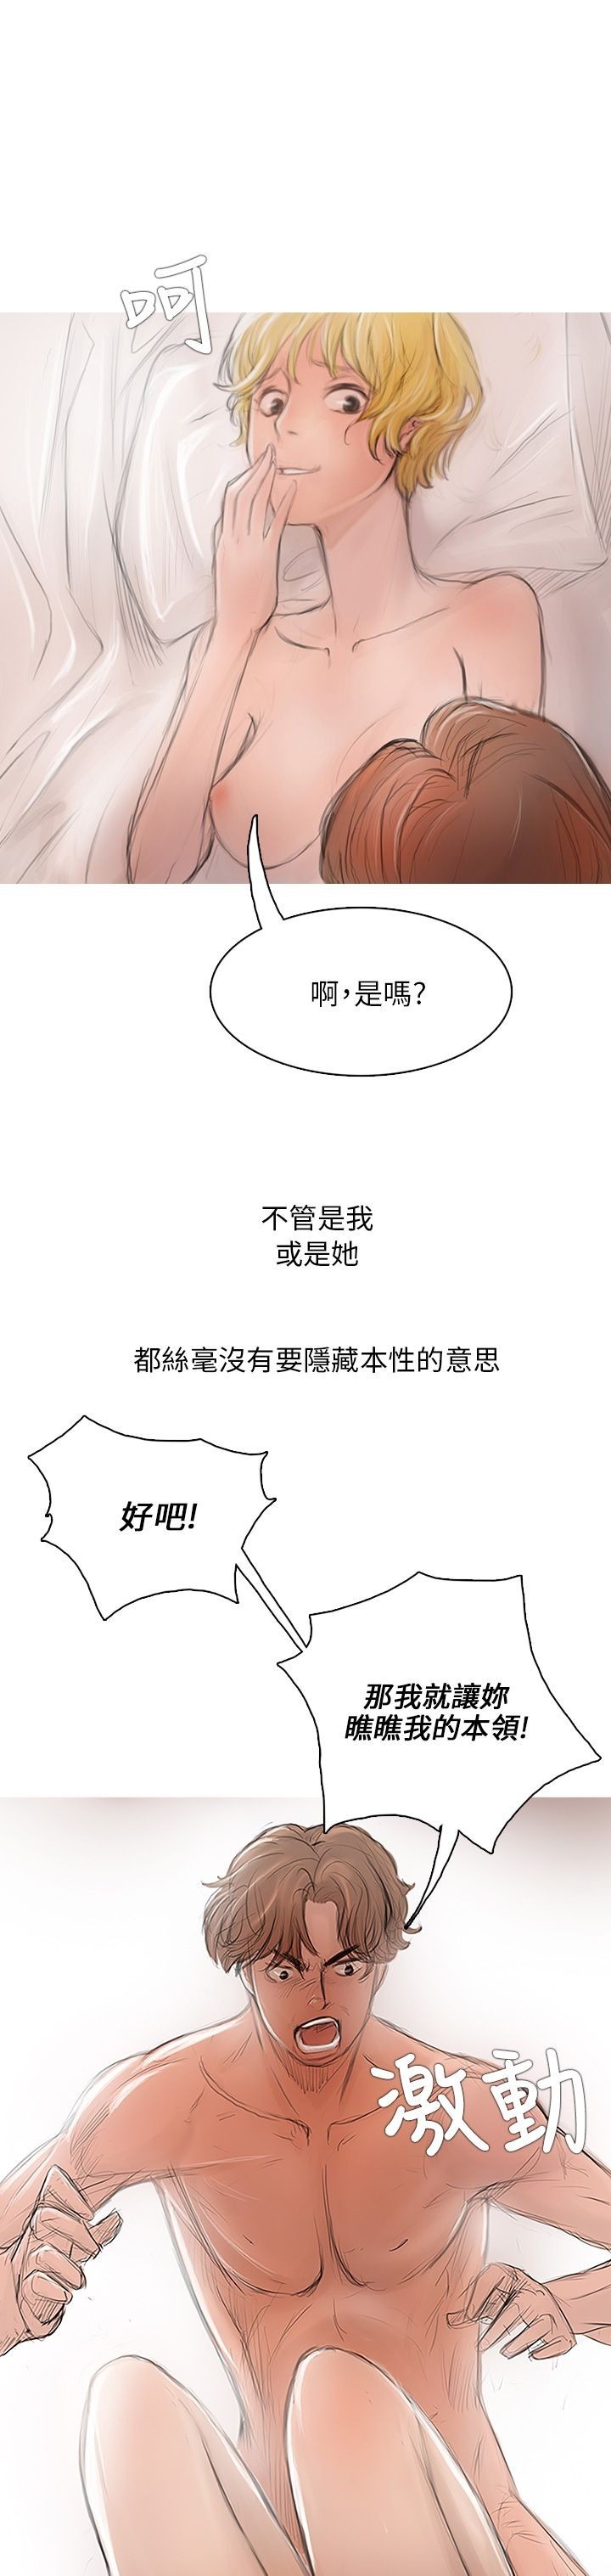 呵
啊，是嗎?
不管是我
或是她
都絲毫沒有要隱藏本性的意思
好吧!
那我就讓妳
瞧瞧我的本領!
激動